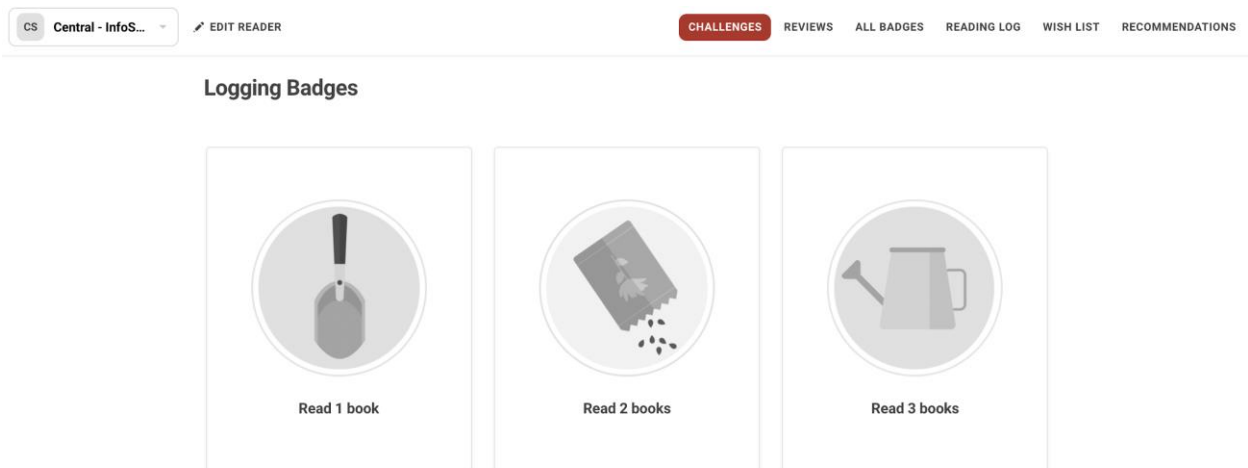 CS Central - InfoS... EDIT READER CHALLENGES REVIEWS ALL BADGES READING LOG WISH LIST RECOMMENDATIONS
Logging Badges
Read 1 book Read 2 books Read 3 books